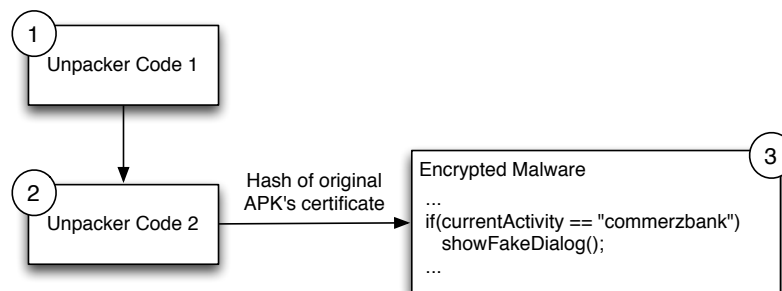 1
Unpacker Code 1
2
Unpacker Code 2
Hash of original
APK's certificate
3
Encrypted Malware
...
if(currentActivity == "commerzbank")
showFakeDialog();
...